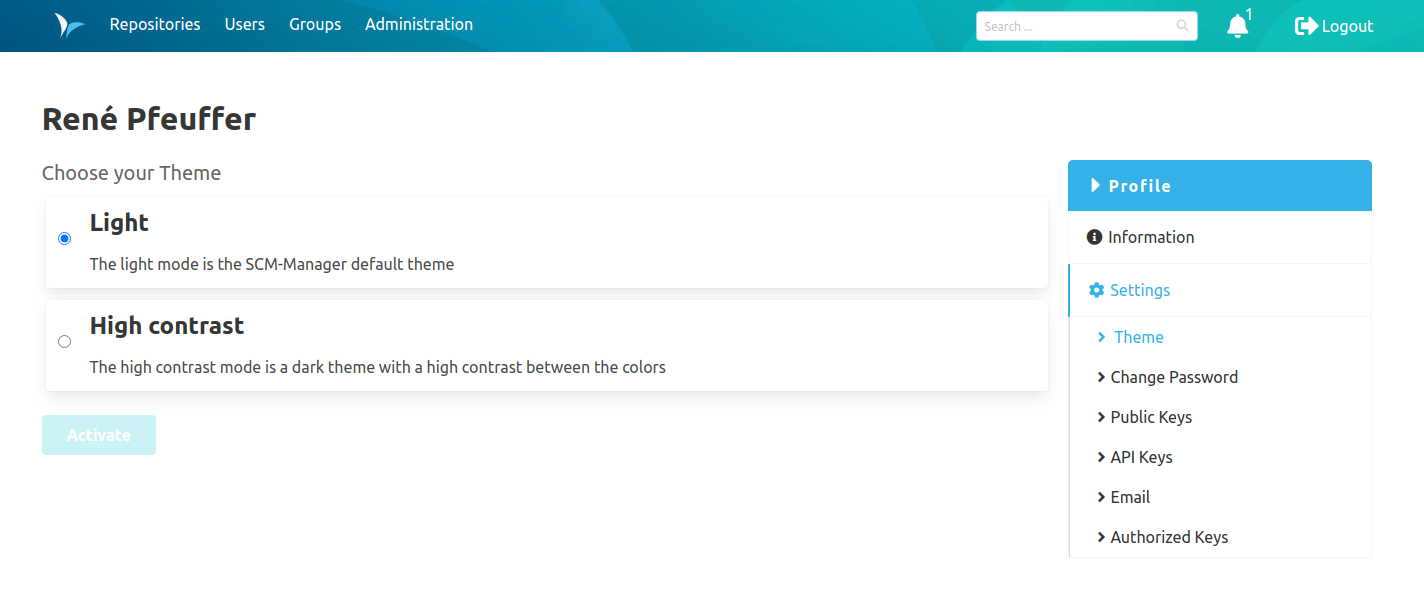 Repositories Users Groups Administration Search ... 1 Logout
René Pfeuffer
Choose your Theme
Light
The light mode is the SCM-Manager default theme
High contrast
The high contrast mode is a dark theme with a high contrast between the colors
Activate
Profile
Information
Settings
Theme
Change Password
Public Keys
API Keys
Email
Authorized Keys